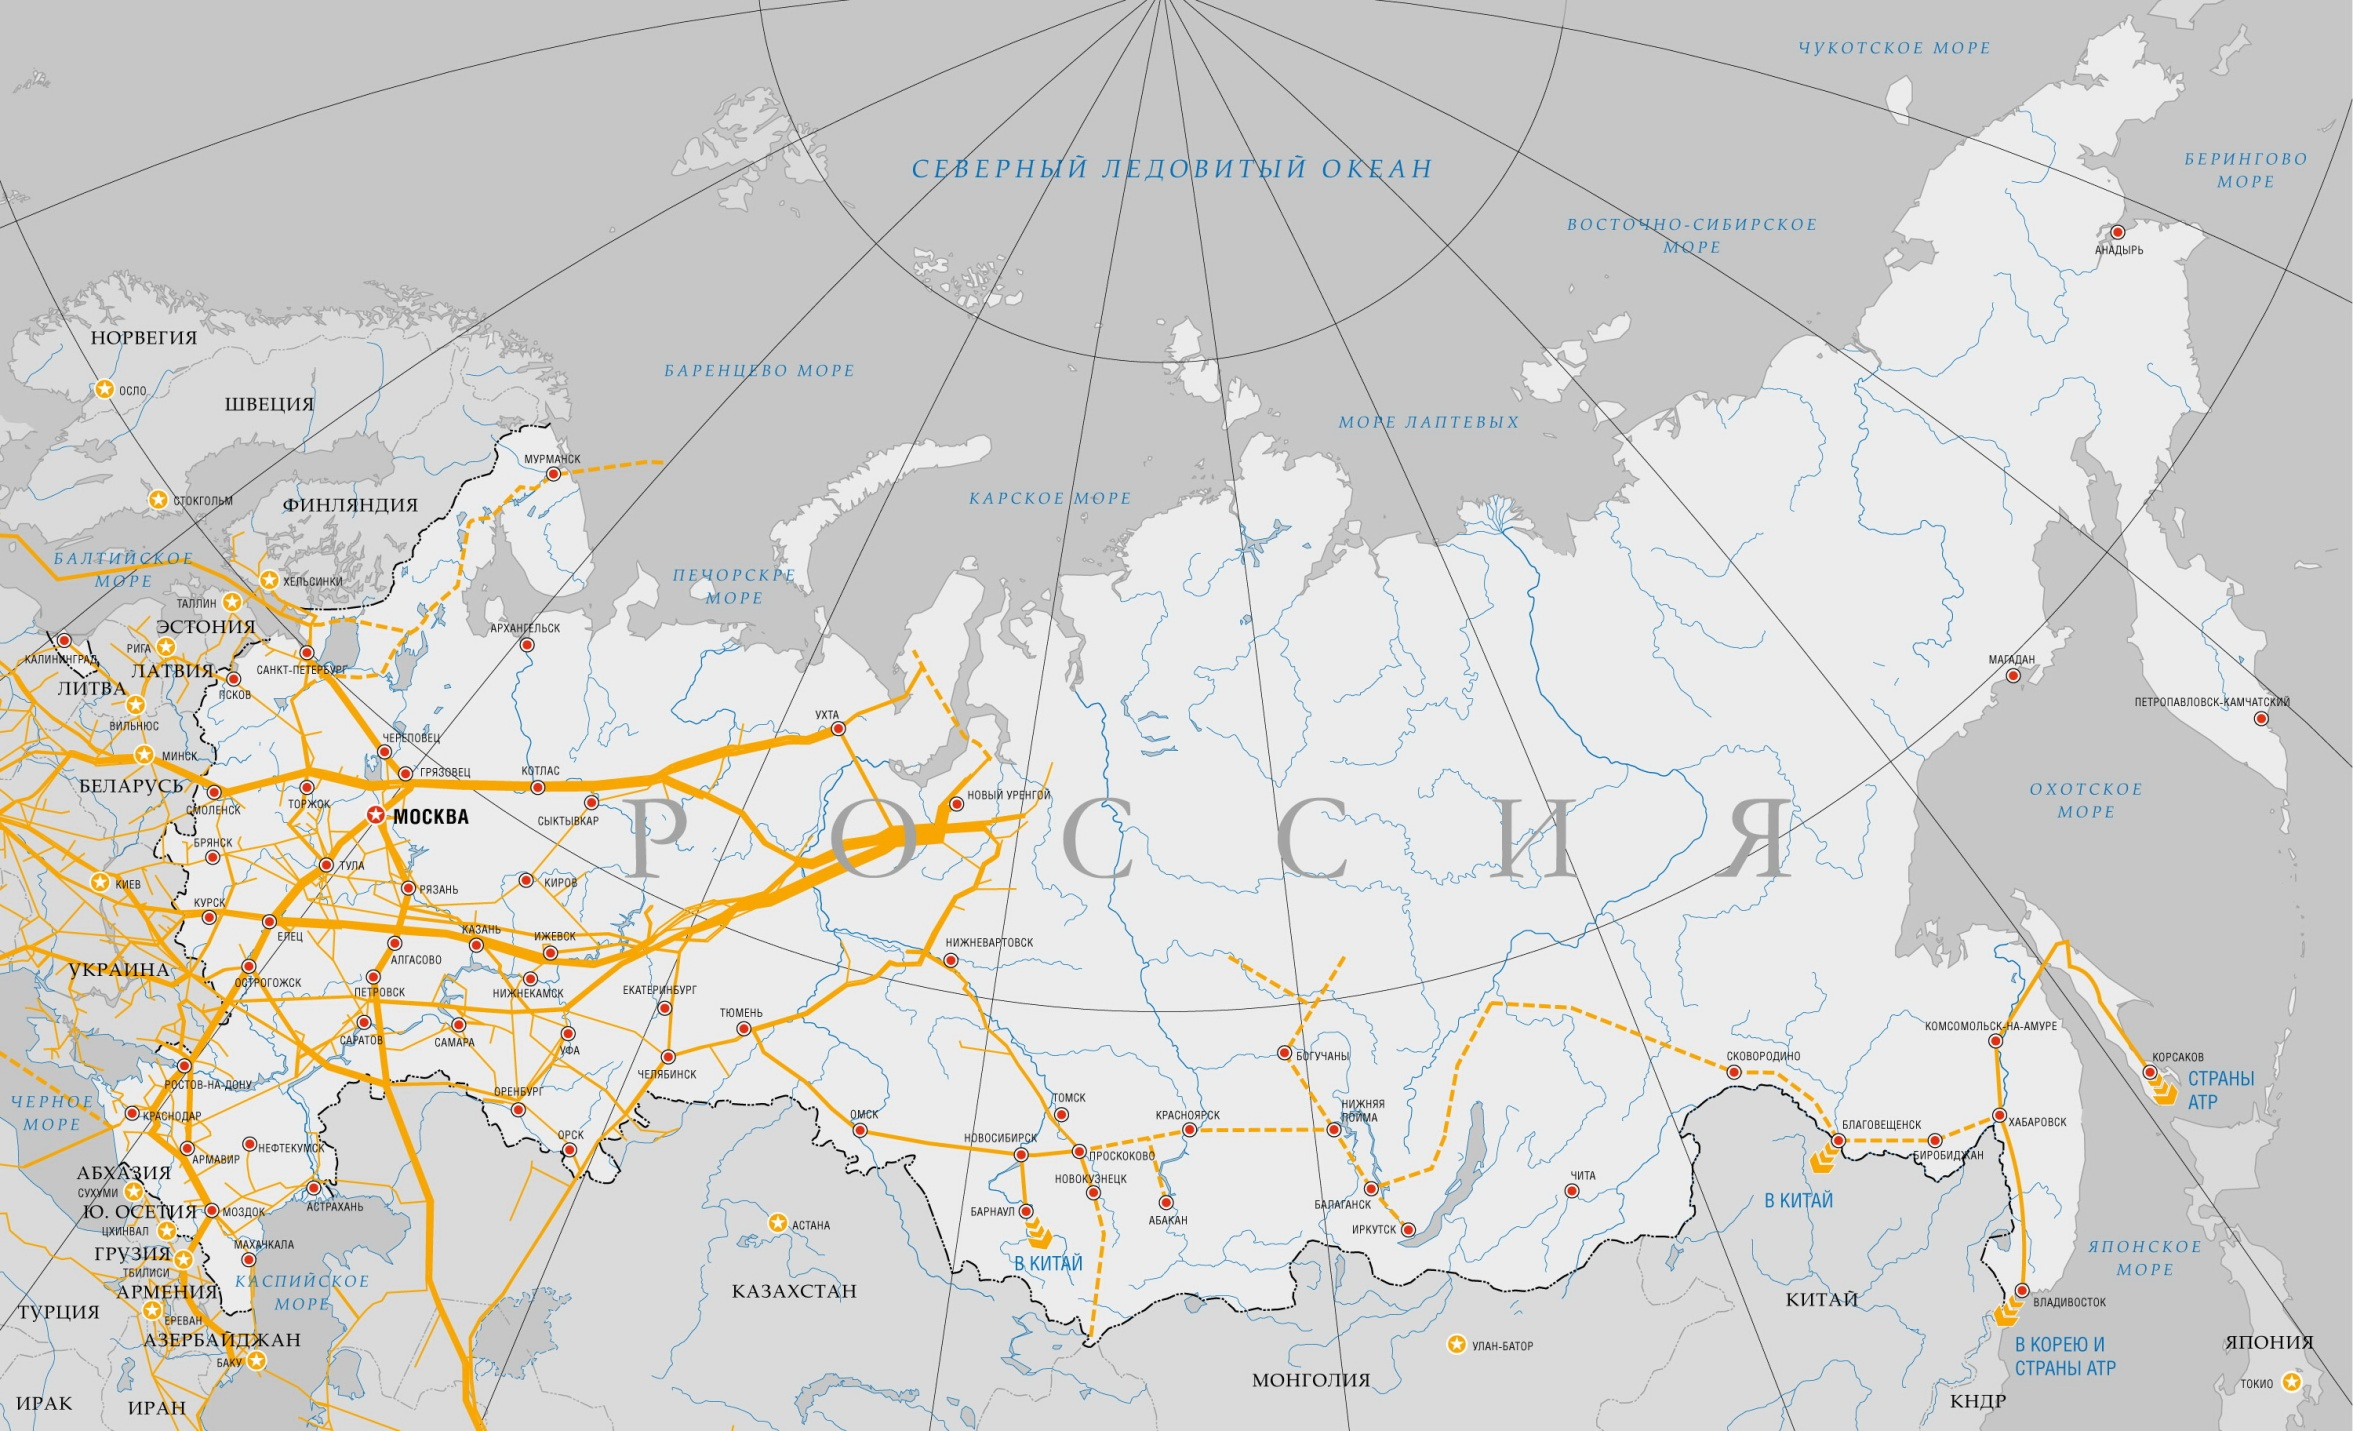 ЧУКОТСКОЕ МОРЕ
БЕРИНГОВО
МОРЕ
СЕВЕРНЫЙ ЛЕДОВИТЫЙ ОКЕАН
ВОСТОЧНО-СИБИРСКОЕ
МОРЕ
АНАДЫРЬ
НОРВЕГИЯ
ОСЛО
ШВЕЦИЯ
БАРЕНЦЕВО МОРЕ
МОРЕ ЛАПТЕВЫХ
МУРМАНСК
СТОКГОЛЬМ
ФИНЛЯНДИЯ
КАРСКОЕ МОРЕ
БАЛТИЙСКОЕ
МОРЕ
ХЕЛЬСИНКИ
ПЕЧОРСКРЕ
МОРЕ
ТАЛЛИН
ЭСТОНИЯ
АРХАНГЕЛЬСК
РИГА
КАЛИНИНГРАД
ЛАТВИЯ
САНКТ-ПЕТЕРБУРГ
МАГАДАН
ЛИТВА
ПСКОВ
ПЕТРОПАВЛОВСК-КАМЧАТСКИЙ
ВИЛЬНЮС
УХТА
ЧЕРЕПОВЕЦ
МИНСК
ГРЯЗОВЕЦ
КОТЛАС
БЕЛАРУСЬ
НОВЫЙ УРЕНГОЙ
ОХОТСКОЕ
МОРЕ
СМОЛЕНСК
ТОРЖОК
МОСКВА
СЫКТЫВКАР
РОССИЯ
БРЯНСК
ТУЛА
КИЕВ
РЯЗАНЬ
КИРОВ
КУРСК
ЕЛЕЦ
КАЗАНЬ
ИЖЕВСК
НИЖНЕВАРТОВСК
АЛГАСОВО
УКРАИНА
ОСТРОГОЖСК
ПЕТРОВСК
НИЖНЕКАМСК
ЕКАТЕРИНБУРГ
ТЮМЕНЬ
КОМСОМОЛЬСК-НА-АМУРЕ
САРАТОВ
САМАРА
УФА
БОГУЧАНЫ
СКОВОРОДИНО
КОРСАКОВ
ЧЕЛЯБИНСК
РОСТОВ-НА-ДОНУ
СТРАНЫ
АТР
ОРЕНБУРГ
ЧЕРНОЕ
МОРЕ
КРАСНОДАР
ТОМСК
НИЖНЯЯ
ПОЙМА
ОМСК
КРАСНОЯРСК
БЛАГОВЕЩЕНСК
ХАБАРОВСК
ОРСК
НОВОСИБИРСК
НЕФТЕКУМСК
ПРОСКОКОВО
БИРОБИДЖАН
АРМАВИР
АБХАЗИЯ
НОВОКУЗНЕЦК
ЧИТА
СУХУМИ
В КИТАЙ
АСТРАХАНЬ
БАЛАГАНСК
Ю. ОСЕТИЯ
МОЗДОК
БАРНАУЛ
АБАКАН
АСТАНА
ЦХИНВАЛ
ИРКУТСК
МАХАЧКАЛА
ЯПОНСКОЕ
МОРЕ
ГРУЗИЯ
В КИТАЙ
ТБИЛИСИ
КАСПИЙСКОЕ
МОРЕ
АРМЕНИЯ
КАЗАХСТАН
КИТАЙ
ВЛАДИВОСТОК
ТУРЦИЯ
ЕРЕВАН
АЗЕРБАЙДЖАН
УЛАН-БАТОР
В КОРЕЮ И
СТРАНЫ АТР
ЯПОНИЯ
БАКУ
МОНГОЛИЯ
ТОКИО
ИРАК
ИРАН
КНДР